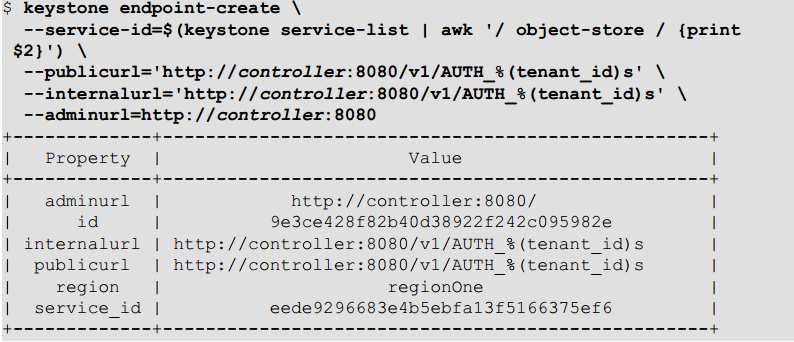 $ keystone endpoint-create \
--service-id=$(keystone service-list | awk '/ object-store / {print
$2}') \
--publicurl='http://controller:8080/v1/AUTH_%(tenant_id)s' \
--internalurl='http://controller:8080/v1/AUTH_%(tenant_id)s' \
--adminurl=http://controller:8080
+-------------+---------------------------------------------------+
| Property | Value |
+-------------+---------------------------------------------------+
| adminurl | http://controller:8080/ |
| id | 9e3ce428f82b40d38922f242c095982e |
| internalurl | http://controller:8080/v1/AUTH_%(tenant_id)s |
| publicurl | http://controller:8080/v1/AUTH_%(tenant_id)s |
| region | regionOne |
| service_id | eede9296683e4b5ebfa13f5166375ef6 |
+-------------+---------------------------------------------------+